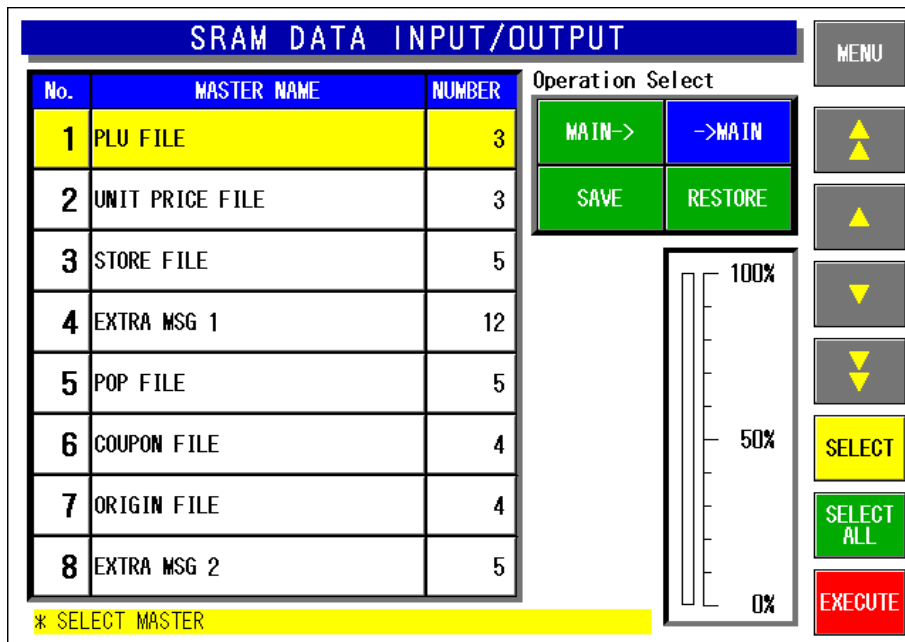 SRAM DATA INPUT/OUTPUT
MENU
No. MASTER NAME NUMBER
1 PLU FILE 3
2 UNIT PRICE FILE 3
3 STORE FILE 5
4 EXTRA MSG 1 12
5 POP FILE 5
6 COUPON FILE 4
7 ORIGIN FILE 4
8 EXTRA MSG 2 5
* SELECT MASTER
Operation Select
MAIN-> ->MAIN
SAVE RESTORE
100%
50%
0%
SELECT
SELECT
ALL
EXECUTE